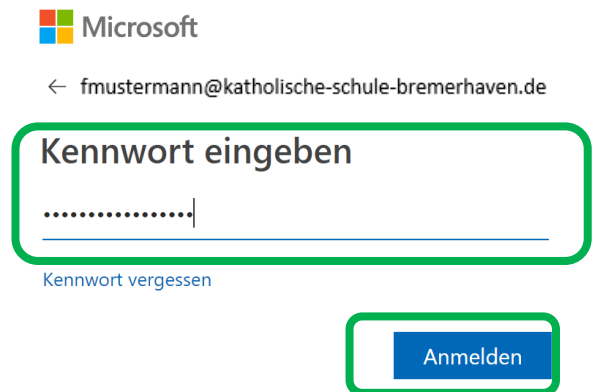 Microsoft
← fmustermann@katholische-schule-bremerhaven.de
Kennwort eingeben
•••••••••••••••••
Kennwort vergessen
Anmelden